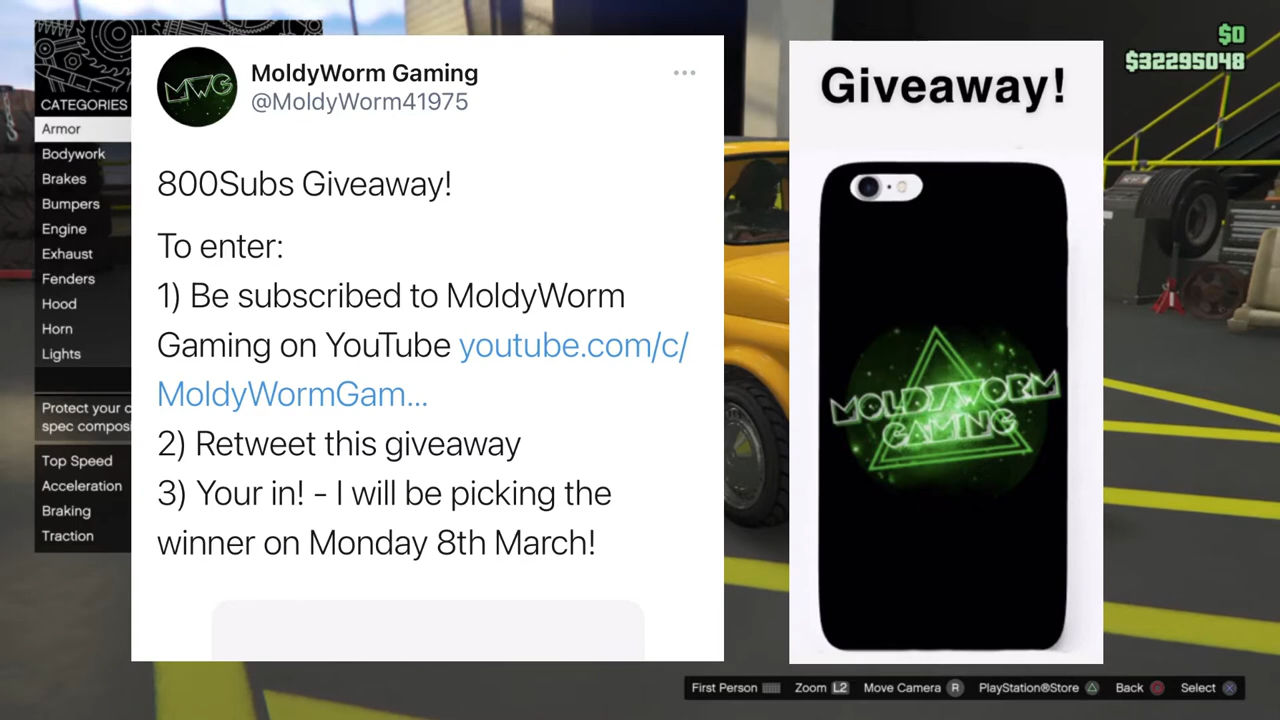 $0
$32295048
CATEGORIES
Armor
Bodywork
Brakes
Bumpers
Engine
Exhaust
Fenders
Hood
Horn
Lights
Protect your c
spec composi
Top Speed
Acceleration
Braking
Traction
MWG
MoldyWorm Gaming
@MoldyWorm41975
800Subs Giveaway!
To enter:
1) Be subscribed to MoldyWorm
Gaming on YouTube youtube.com/c/
MoldyWormGam...
2) Retweet this giveaway
3) Your in! - I will be picking the
winner on Monday 8th March!
Giveaway!
MOLDYWORM
GAMING
First Person Zoom L2 Move Camera R PlayStation®Store Back Select